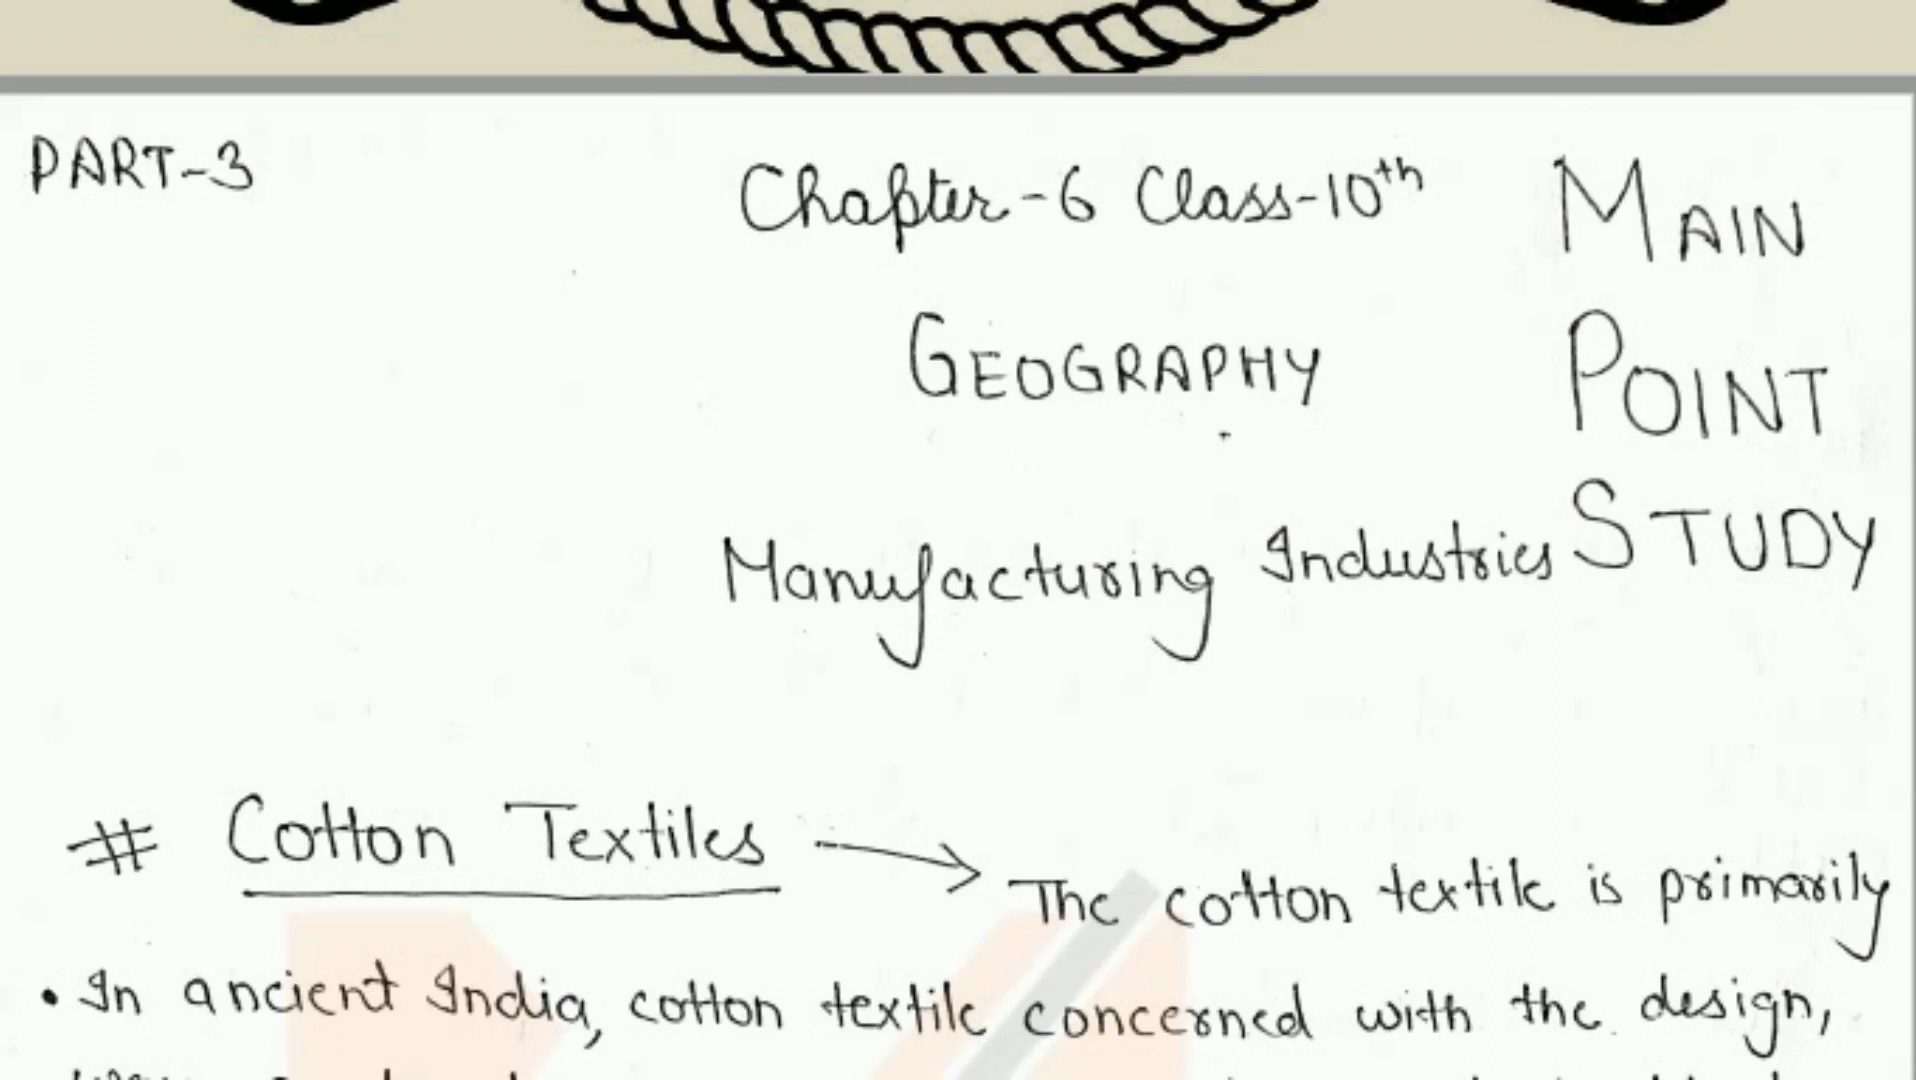 PART-3
Chapter-6 Class-10th
MAIN
GEOGRAPHY
POINT
Manufacturing Industries
STUDY
# Cotton Textiles → The cotton textile is primarily
• In ancient India, cotton textile concerned with the design,